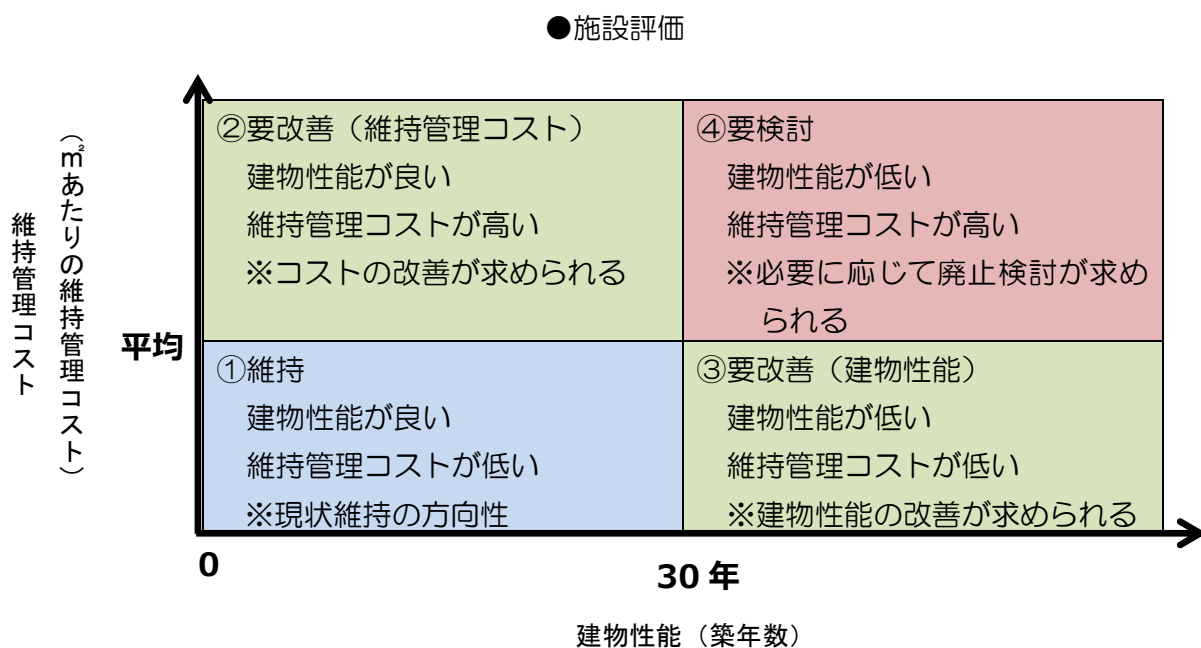 ●施設評価
維持管理コスト
（㎡あたりの維持管理コスト）
②要改善（維持管理コスト）
建物性能が良い
維持管理コストが高い
※コストの改善が求められる
④要検討
建物性能が低い
維持管理コストが高い
※必要に応じて廃止検討が求め
られる
平均
①維持
建物性能が良い
維持管理コストが低い
※現状維持の方向性
③要改善（建物性能）
建物性能が低い
維持管理コストが低い
※建物性能の改善が求められる
0
30 年
建物性能（築年数）